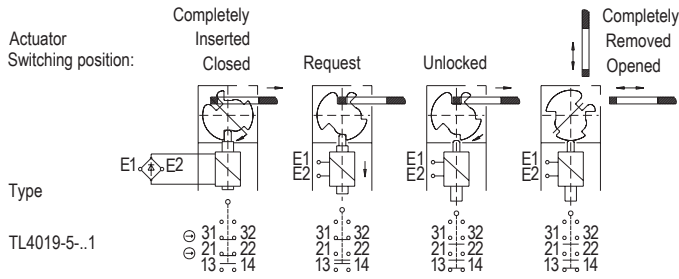 Actuator
Switching position:
Completely
Inserted
Closed
Request
Unlocked
Completely
Removed
Opened
E1 E2
E1
E2
E1
E2
E1
E2
Type
TL4019-5-..1
31 32
21 22
13 14
31 32
21 22
13 14
31 32
21 22
13 14
31 32
21 22
13 14